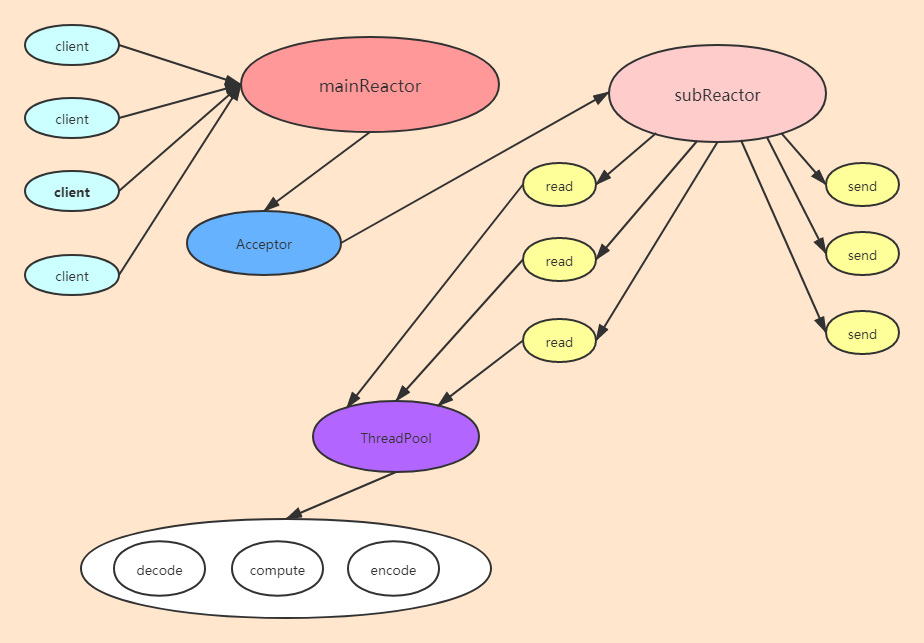 client
client
client
client
mainReactor
Acceptor
subReactor
read
read
read
send
send
send
ThreadPool
decode
compute
encode